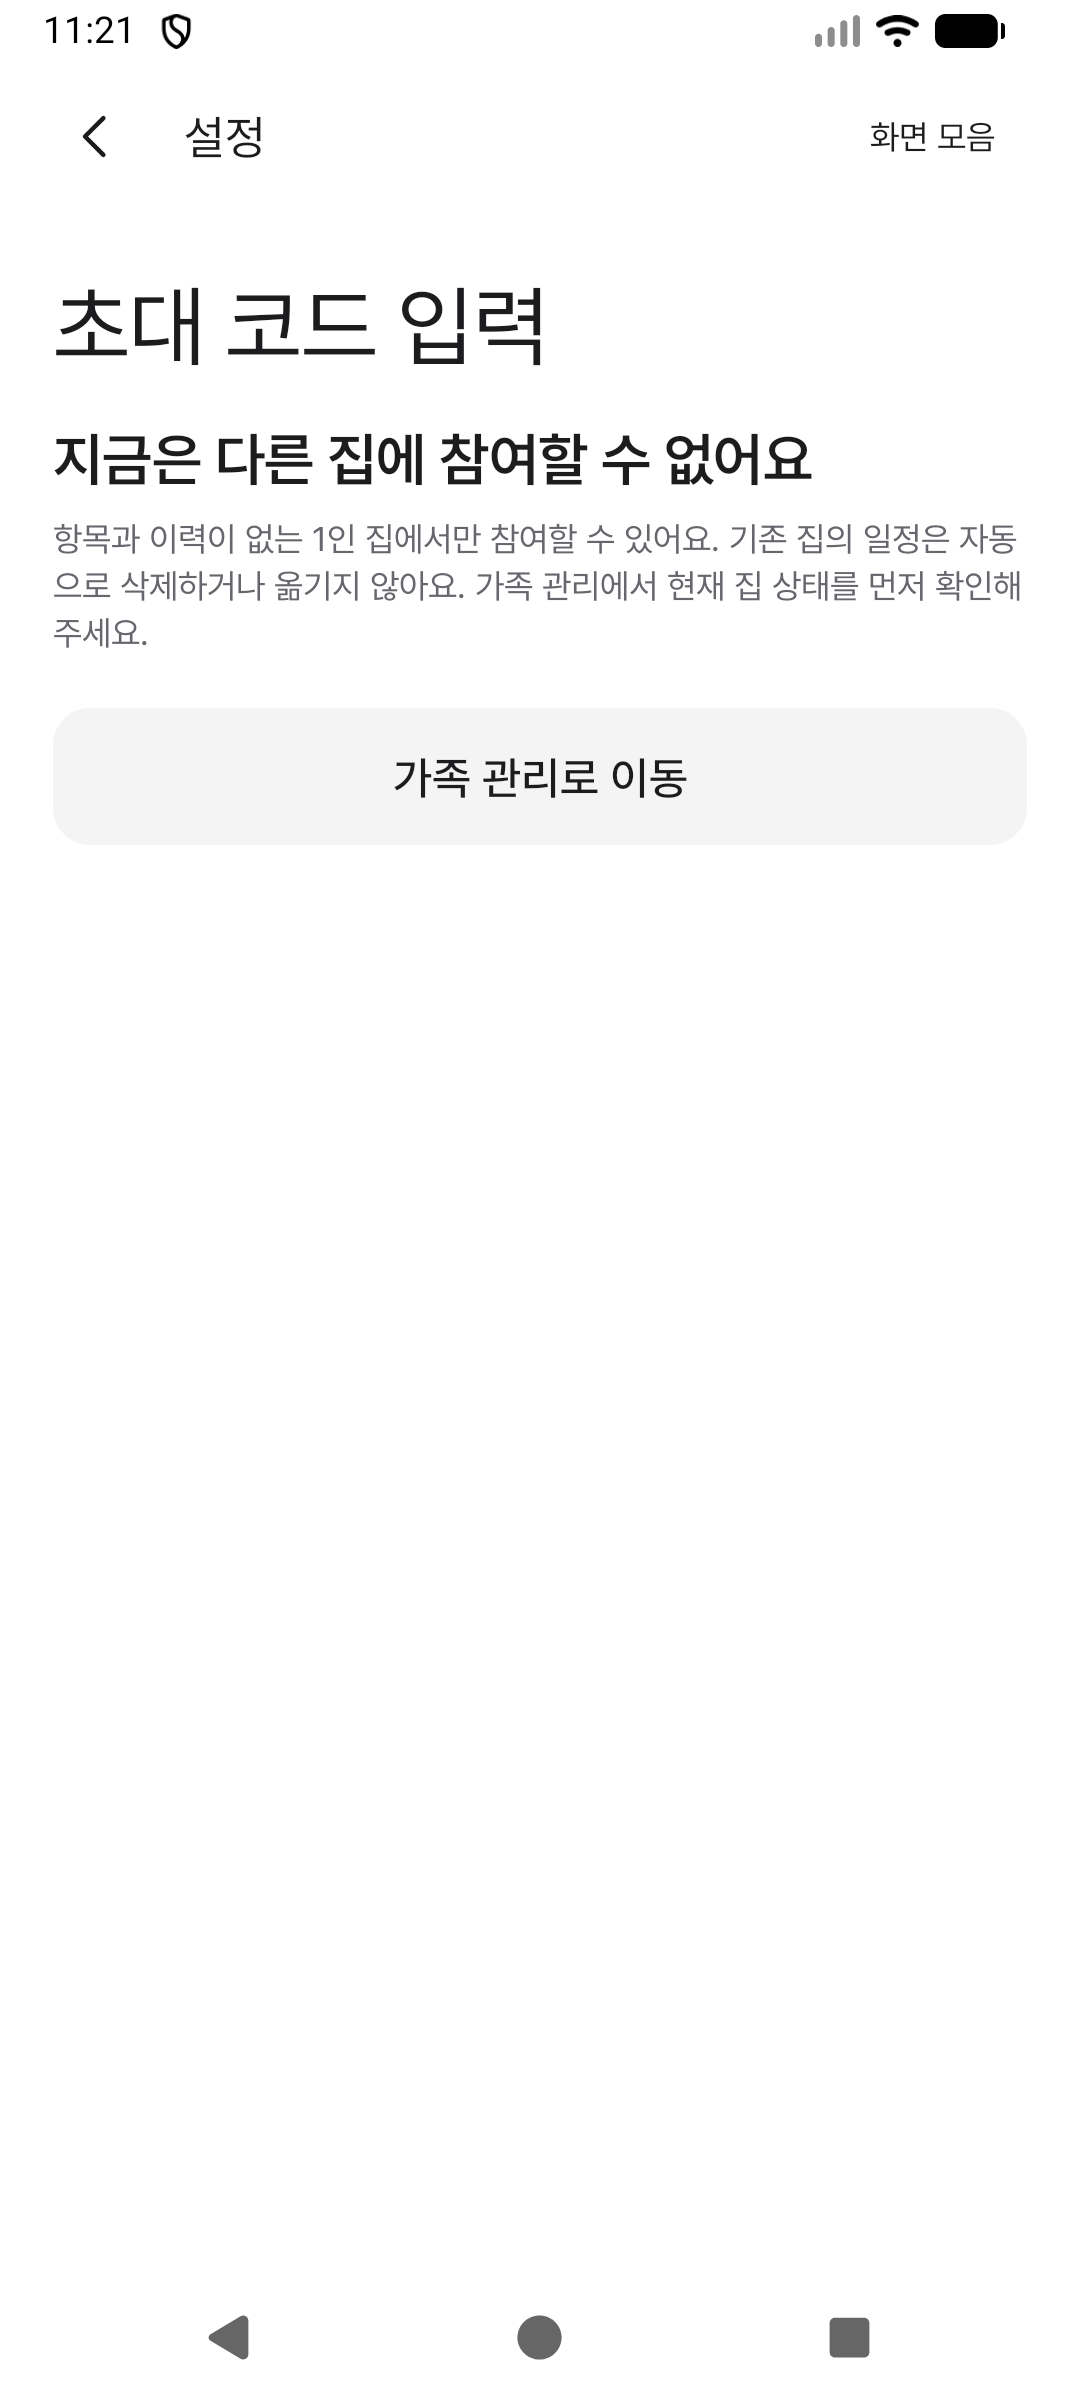 11:21
설정
화면 모음
초대 코드 입력
지금은 다른 집에 참여할 수 없어요
항목과 이력이 없는 1인 집에서만 참여할 수 있어요. 기존 집의 일정은 자동
으로 삭제하거나 옮기지 않아요. 가족 관리에서 현재 집 상태를 먼저 확인해
주세요.
가족 관리로 이동